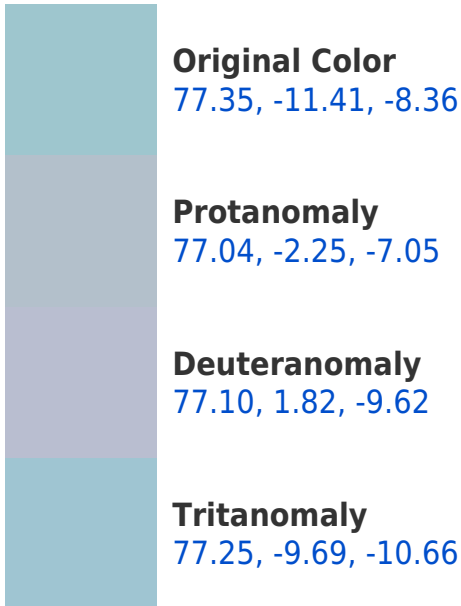 Original Color
77.35, -11.41, -8.36
Protanomaly
77.04, -2.25, -7.05
Deuteranomaly
77.10, 1.82, -9.62
Tritanomaly
77.25, -9.69, -10.66